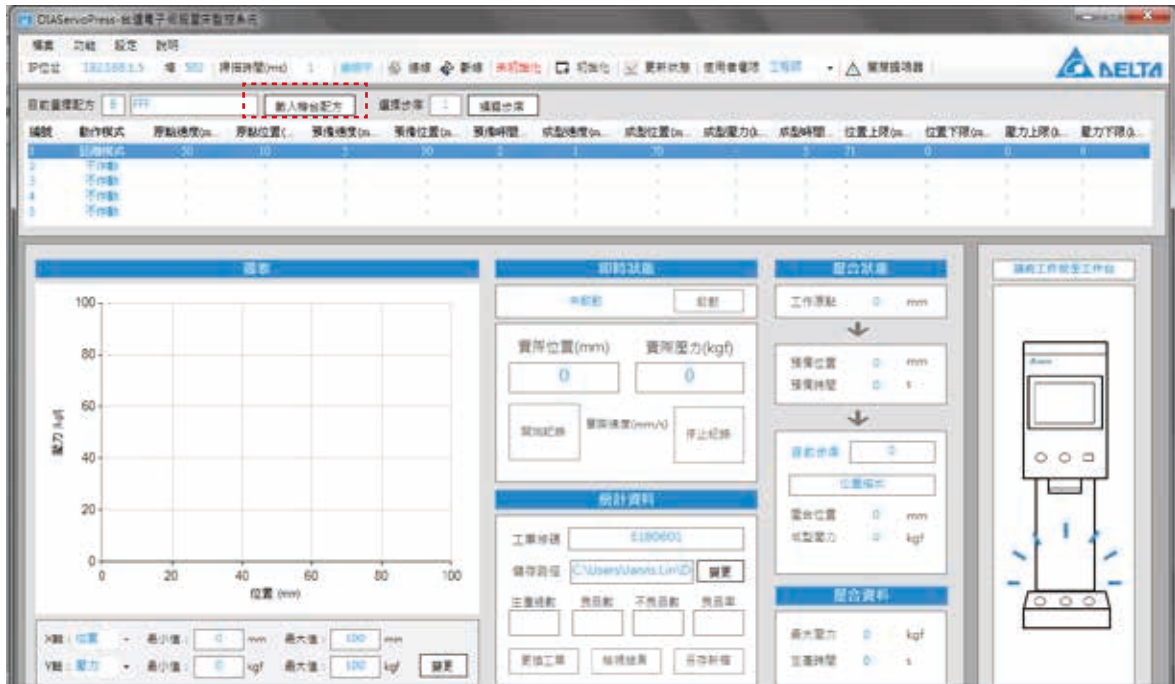 DIAServoPress-台達電子伺服壓床監控系統
檔案 功能 設定 說明
IP位址 192.168.1.5 埠 502 掃描時間(ms) 1 連線 斷線 未初始化 初始化 更新狀態 使用者權限 工程師
DELTA
目前選擇配方 8 FFF 載入機台配方 選擇步序 1 編輯步序
編號 動作模式 原點速度(m... 原點位置(... 預備速度(m... 預備位置(m... 預備時間... 成型速度(m... 成型位置(m... 成型壓力(k... 成型時間... 位置上限(m... 位置下限(m... 壓力上限(k... 壓力下限(k...
1 距離模式 50 10 5 50 0 1 70 - 3 71 0 0 0
2 不作動 - - - - - - - - - - - - -
3 不作動 - - - - - - - - - - - - -
4 不作動 - - - - - - - - - - - - -
5 不作動 - - - - - - - - - - - - -
圖表
壓力 (kgf)
100
80
60
40
20
0
0 20 40 60 80 100
位置 (mm)
X軸: 位置 最小值: 0 mm 最大值: 100 mm
Y軸: 壓力 最小值: 0 kgf 最大值: 100 kgf 變更
即時狀態
未啟動 啟動
實際位置(mm) 實際壓力(kgf)
0 0
開始記錄 實際速度(mm/s) 停止記錄
統計資料
工單條碼 E180601
儲存路徑 C:\Users\Jannis.Lin\D 變更
生產總數 良品數 不良品數 良品率
更換工單 檢視結果 另存新檔
壓合狀態
工作原點 0 mm
預備位置 0 mm
預備時間 0 s
目前步序 0
位置模式
壓合位置 0 mm
成型壓力 0 kgf
壓合資料
最大壓力 0 kgf
生產時間 0 s
請將工件放至工作台